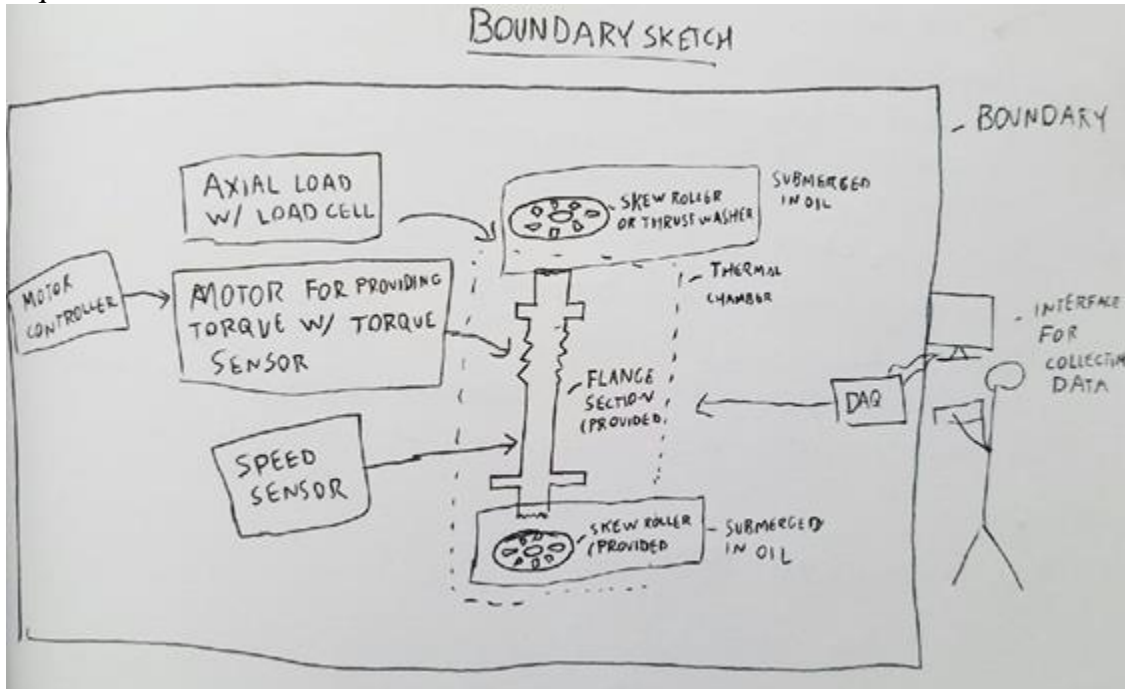 BOUNDARY SKETCH
BOUNDARY
AXIAL LOAD
W/ LOAD CELL
SKEW ROLLER
OR THRUST WASHER
SUBMERGED
IN OIL
THERMAL
CHAMBER
MOTOR
CONTROLLER
MOTOR FOR PROVIDING
TORQUE W/ TORQUE
SENSOR
FLANGE
SECTION
(PROVIDED)
INTERFACE
FOR
COLLECTING
DATA
DAQ
SPEED
SENSOR
SKEW ROLLER
(PROVIDED
SUBMERGED
IN OIL